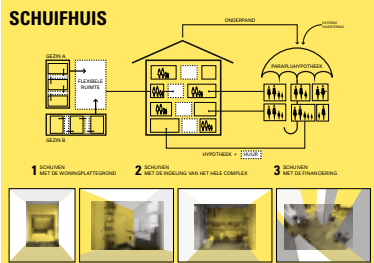 SCHUIFHUIS
ONDERPAND
EXTERNE
INVESTERING
GEZIN A
FLEXIBELE
RUIMTE
PARAPLUHYPOTHEEK
GEZIN B
HYPOTHEEK + HUUR
1 SCHUIVEN
MET DE WONINGPLATTEGROND
2 SCHUIVEN
MET DE INDELING VAN HET HELE COMPLEX
3 SCHUIVEN
MET DE FINANCIERING